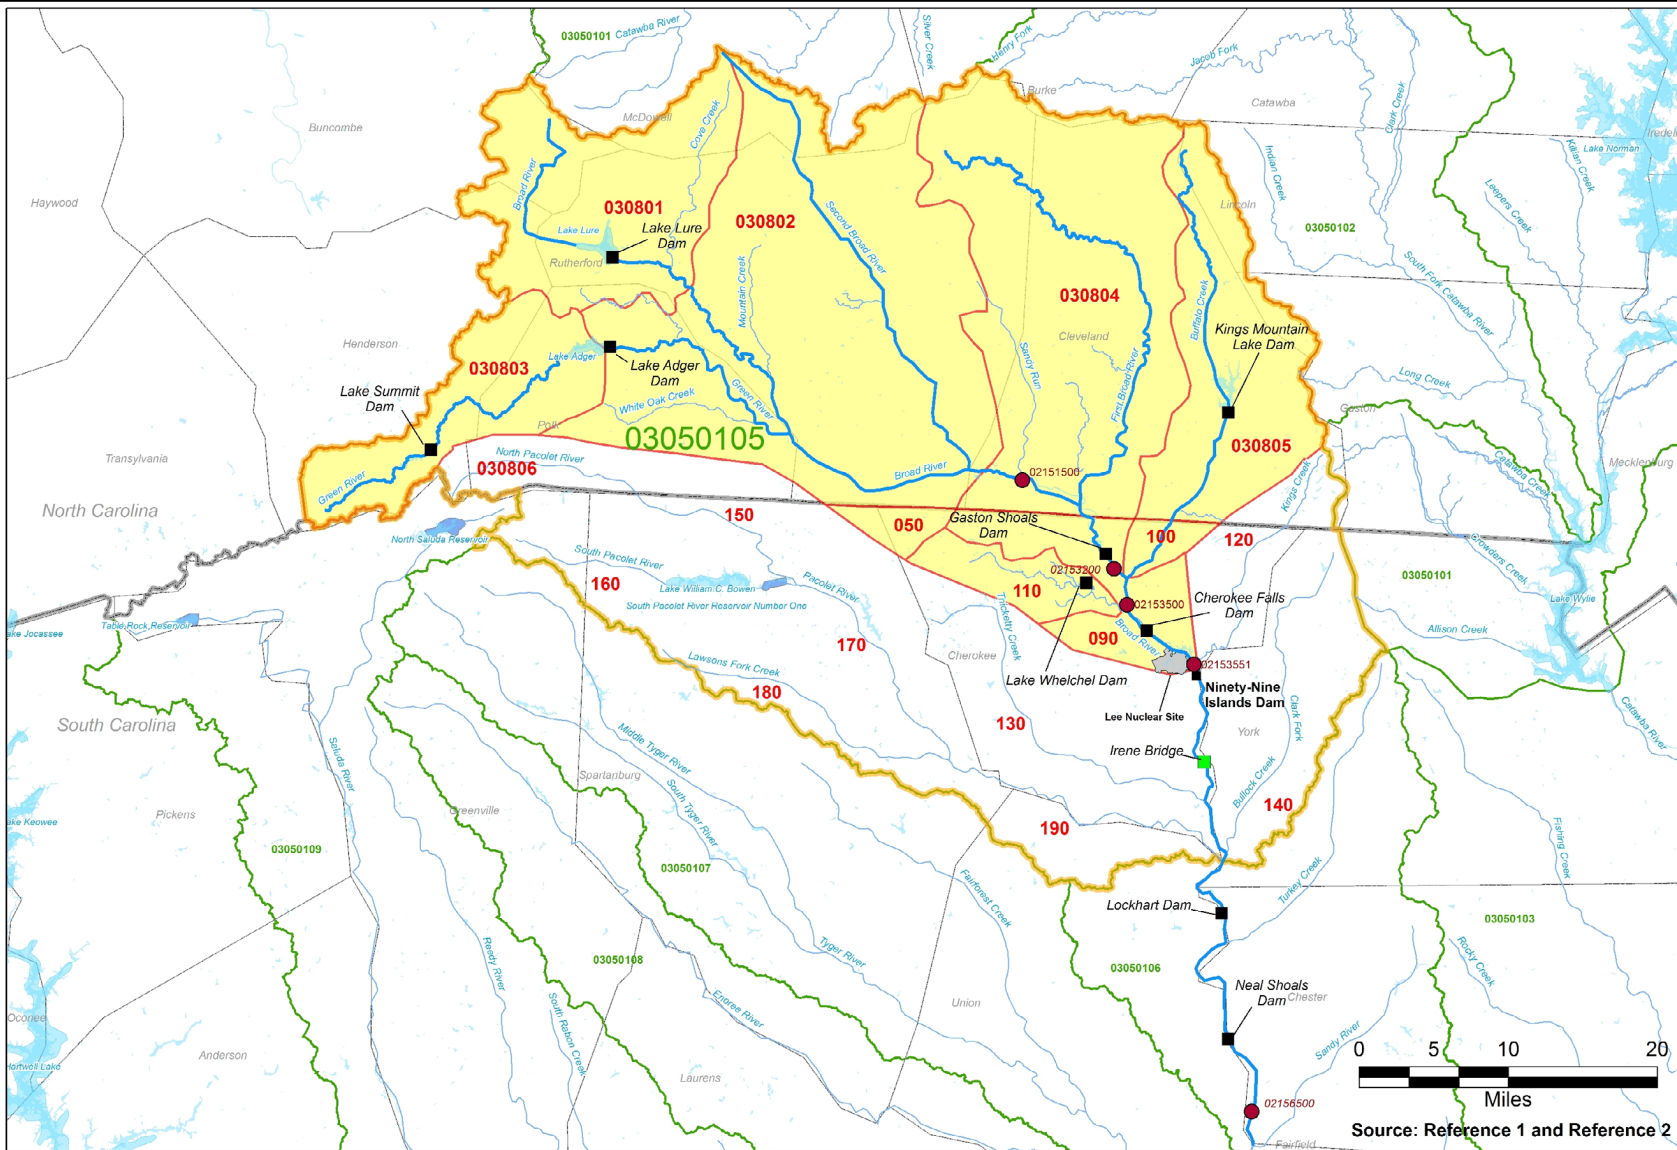 03050101
Catawba River
Silver Creek
Henry Fork
Jacob Fork
Burke
Catawba
Clark Creek
McDowell
Cove Creek
Buncombe
Iredell
Lake Norman
Killian Creek
Indian Creek
Leepers Creek
Haywood
Broad River
030801
030802
Second Broad River
Lincoln
03050102
Lake Lure
Lake Lure
Dam
Rutherford
South Fork Catawba River
Mountain Creek
030804
Buffalo Creek
Cleveland
Kings Mountain
Lake Dam
Henderson
Lake Adger
030803
Lake Adger
Dam
Sandy Run
First Broad River
Long Creek
Lake Summit
Dam
Green River
White Oak Creek
Gaston
Polk
03050105
030805
Transylvania
North Pacolet River
030806
Green River
Broad River
02151500
Kings Creek
Catawba Creek
Mecklenburg
North Carolina
150
050
Gaston Shoals
Dam
100
120
North Saluda Reservoir
South Pacolet River
Crowders Creek
160
02153200
03050101
Lake William C. Bowen
Pacolet River
110
South Pacolet River Reservoir Number One
02153500
Cherokee Falls
Dam
Lake Wylie
Table Rock Reservoir
ake Jocassee
Thicketty Creek
090
Broad River
Allison Creek
170
Cherokee
Lawsons Fork Creek
02153551
Lake Whelchel Dam
180
Ninety-Nine
Islands Dam
Lee Nuclear Site
South Carolina
130
Clark Fork
Catawba River
York
Middle Tyger River
Irene Bridge
Saluda River
Spartanburg
Bullock Creek
South Tyger River
140
Greenville
Pickens
ake Keowee
190
03050109
03050107
Fishing Creek
Fairforest Creek
Turkey Creek
Lockhart Dam
03050103
Tyger River
Reedy River
03050108
03050106
Rocky Creek
Neal Shoals
Dam
Chester
Enoree River
Union
South Rabon Creek
Oconee
Anderson
Sandy River
Hartwell Lake
Laurens
0 5 10 20
Miles
02156500
Source: Reference 1 and Reference 2
Fairfield